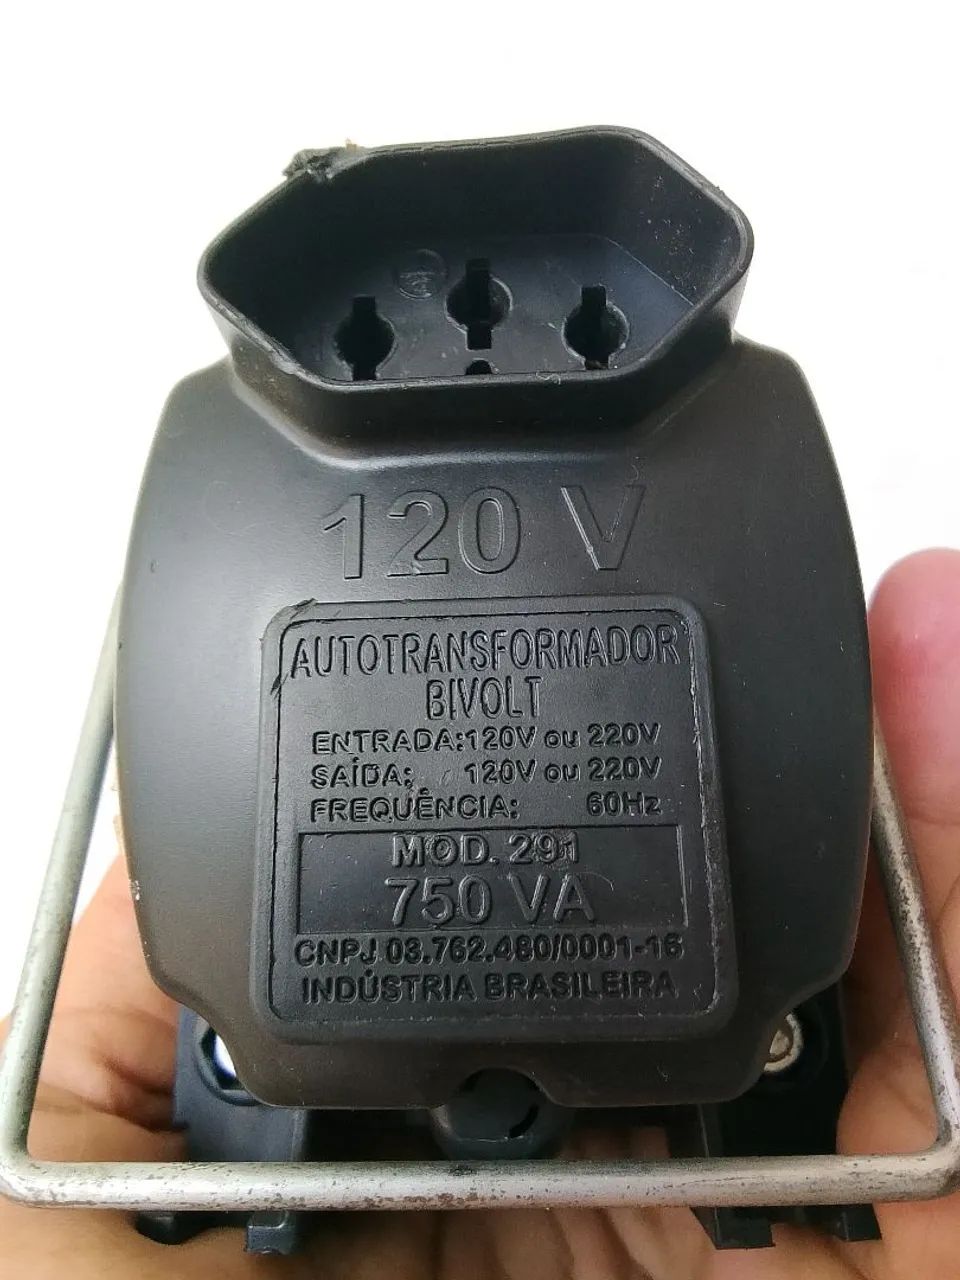 120 V
AUTOTRANSFORMADOR
BIVOLT
ENTRADA:120V ou 220V
SAÍDA: 120V ou 220V
FREQUÊNCIA: 60Hz
MOD. 291
750 VA
CNPJ 03.762.480/0001-16
INDÚSTRIA BRASILEIRA